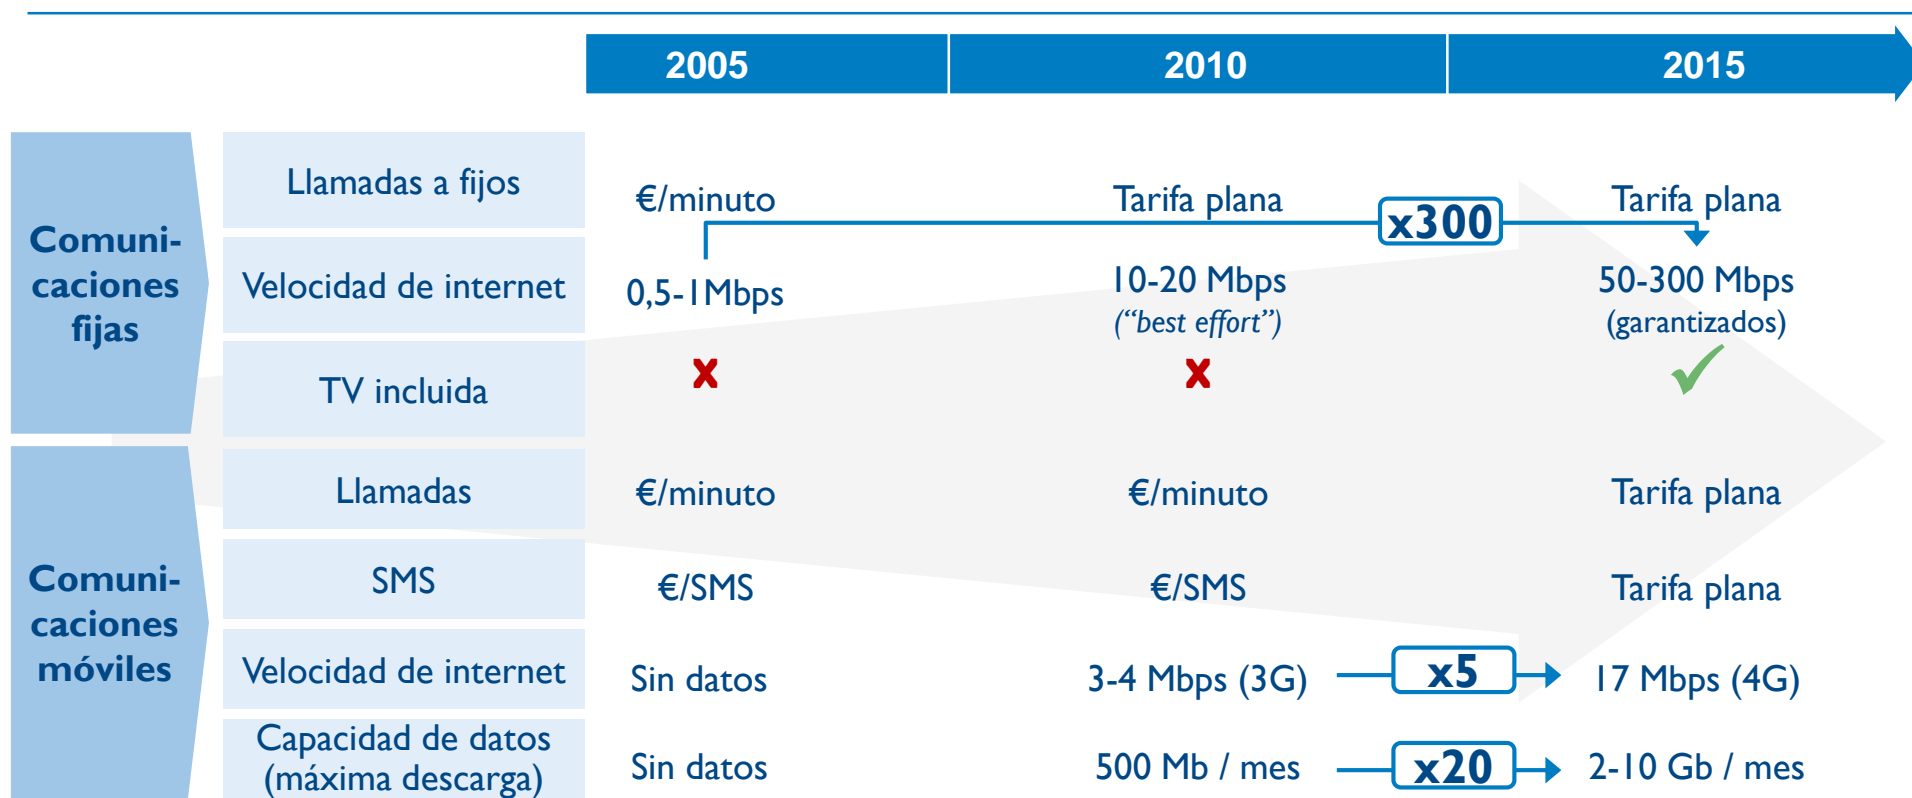 2005 2010 2015
Comuni-
caciones
fijas
Llamadas a fijos
€/minuto
Tarifa plana
Tarifa plana
x300
Velocidad de internet
0,5-1Mbps
10-20 Mbps
(“best effort”)
50-300 Mbps
(garantizados)
TV incluida
x
x
✓
Comuni-
caciones
móviles
Llamadas
€/minuto
€/minuto
Tarifa plana
SMS
€/SMS
€/SMS
Tarifa plana
Velocidad de internet
Sin datos
3-4 Mbps (3G)
x5
17 Mbps (4G)
Capacidad de datos
(máxima descarga)
Sin datos
500 Mb / mes
x20
2-10 Gb / mes